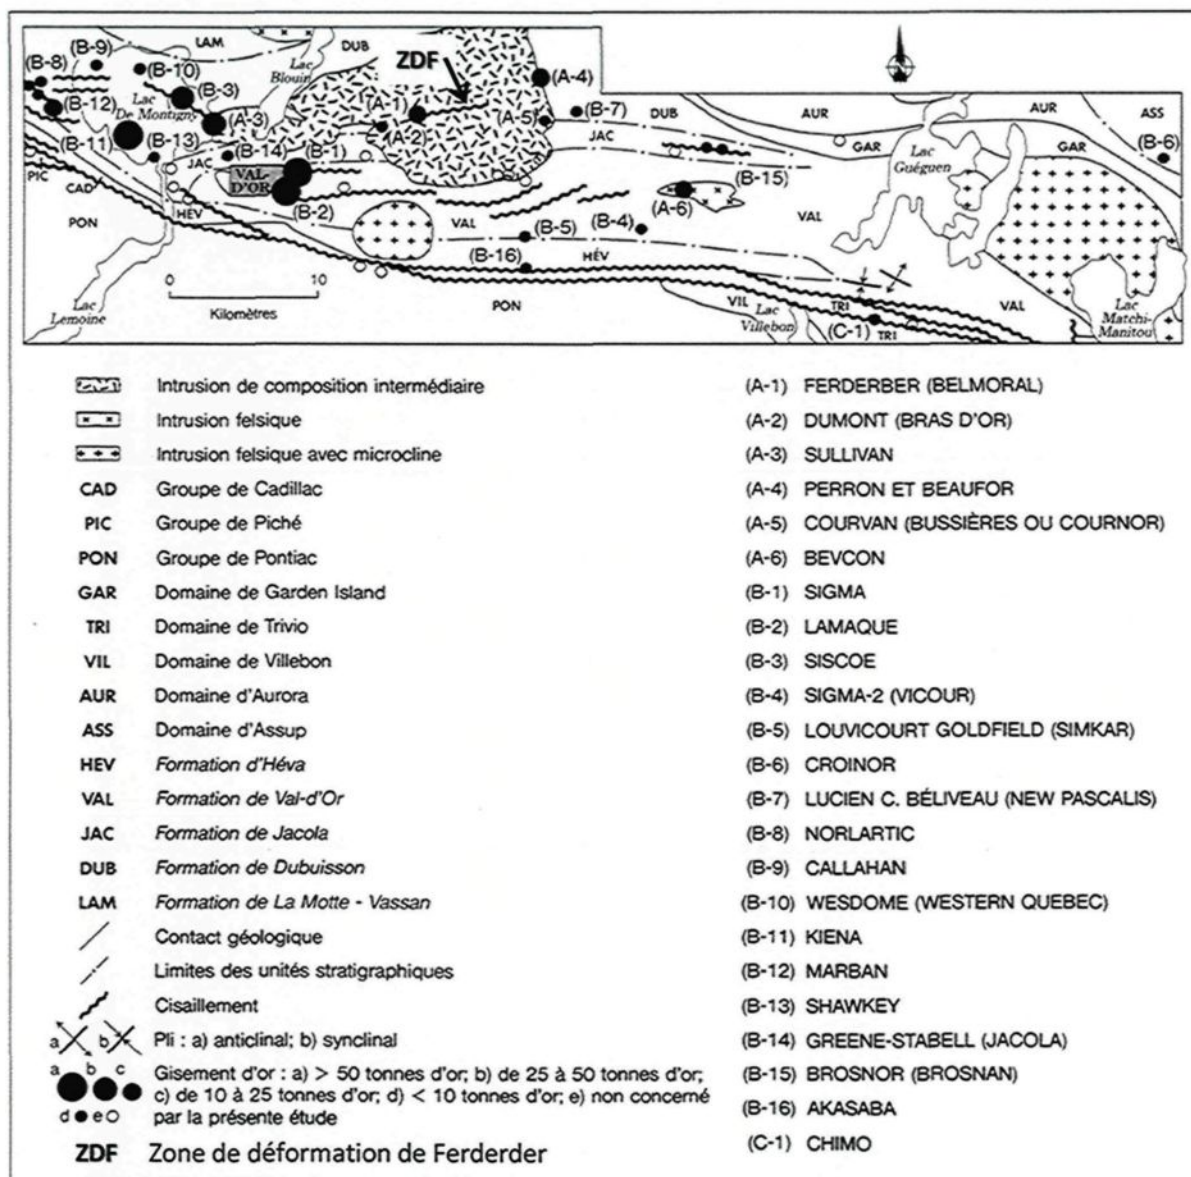 LAM
DUB
ZDF
Lac
Blouin
(B-9)
(B-8)
(B-10)
(B-3)
(A-4)
Lac
De Montigny
(B-12)
(A-3)
(A-1)
(A-2)
(A-5)
(B-7)
DUB
AUR
AUR
ASS
(B-11)
(B-13)
JAC
(B-14)
(B-1)
JAC
GAR
Lac
Guéguen
GAR
(B-6)
PIC
CAD
VAL-
D'OR
(B-2)
(B-15)
(A-6)
PON
HÉV
VAL
(B-5)
(B-4)
VAL
(B-16)
HÉV
0
10
Kilomètres
PON
Lac
Lemoine
VIL
Lac
Villebon
TRI
(C-1)
TRI
VAL
Lac
Matchi-
Manitou
Intrusion de composition intermédiaire
Intrusion felsique
Intrusion felsique avec microcline
CAD Groupe de Cadillac
PIC Groupe de Piché
PON Groupe de Pontiac
GAR Domaine de Garden Island
TRI Domaine de Trivio
VIL Domaine de Villebon
AUR Domaine d'Aurora
ASS Domaine d'Assup
HEV Formation d'Héva
VAL Formation de Val-d'Or
JAC Formation de Jacola
DUB Formation de Dubuisson
LAM Formation de La Motte - Vassan
Contact géologique
Limites des unités stratigraphiques
Cisaillement
a b Pli : a) anticlinal; b) synclinal
a b c Gisement d'or : a) > 50 tonnes d'or; b) de 25 à 50 tonnes d'or;
c) de 10 à 25 tonnes d'or; d) < 10 tonnes d'or; e) non concerné
d e par la présente étude
ZDF Zone de déformation de Ferderder
(A-1) FERDERBER (BELMORAL)
(A-2) DUMONT (BRAS D'OR)
(A-3) SULLIVAN
(A-4) PERRON ET BEAUFOR
(A-5) COURVAN (BUSSIÈRES OU COURNOR)
(A-6) BEVCON
(B-1) SIGMA
(B-2) LAMAQUE
(B-3) SISCOE
(B-4) SIGMA-2 (VICOUR)
(B-5) LOUVICOURT GOLDFIELD (SIMKAR)
(B-6) CROINOR
(B-7) LUCIEN C. BÉLIVEAU (NEW PASCALIS)
(B-8) NORLARTIC
(B-9) CALLAHAN
(B-10) WESDOME (WESTERN QUEBEC)
(B-11) KIENA
(B-12) MARBAN
(B-13) SHAWKEY
(B-14) GREENE-STABELL (JACOLA)
(B-15) BROSNOR (BROSNAN)
(B-16) AKASABA
(C-1) CHIMO